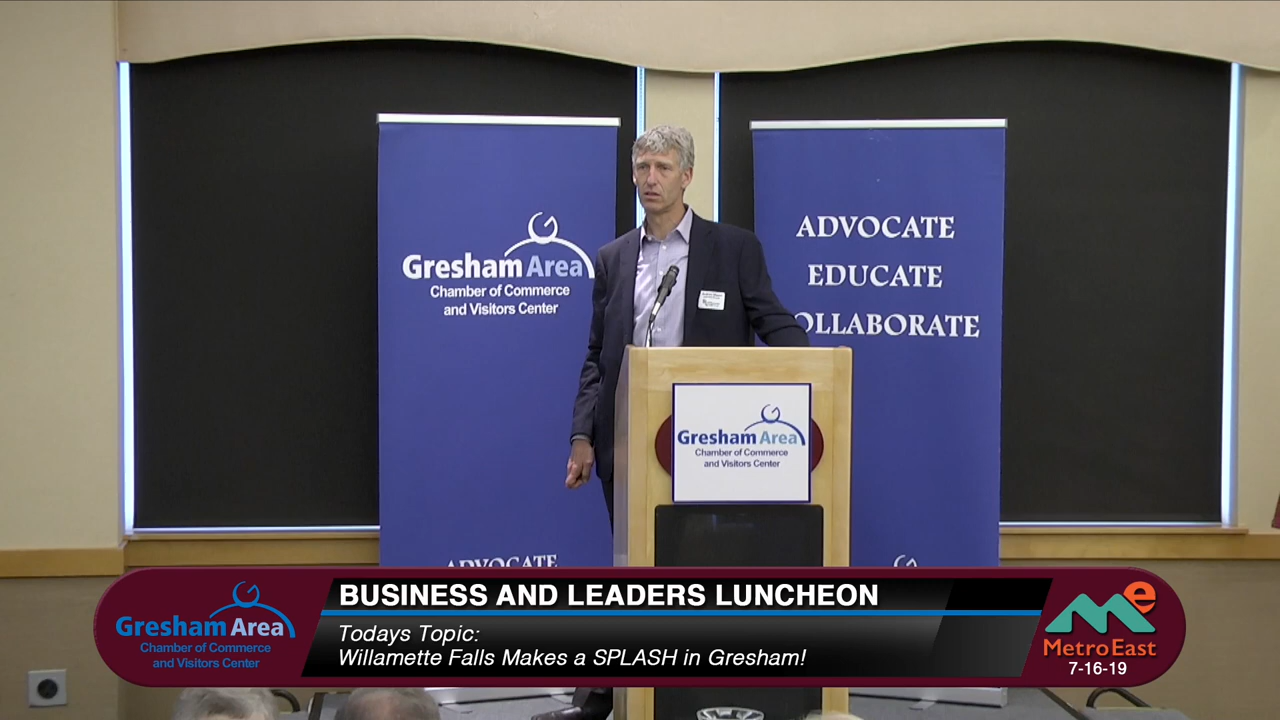 Gresham Area
Chamber of Commerce
and Visitors Center
ADVOCATE
EDUCATE
OLLABORATE
Gresham Area
Chamber of Commerce
and Visitors Center
ADVOCATE
Gresham Area
Chamber of Commerce
and Visitors Center
BUSINESS AND LEADERS LUNCHEON
Todays Topic:
Willamette Falls Makes a SPLASH in Gresham!
Me
MetroEast
7-16-19